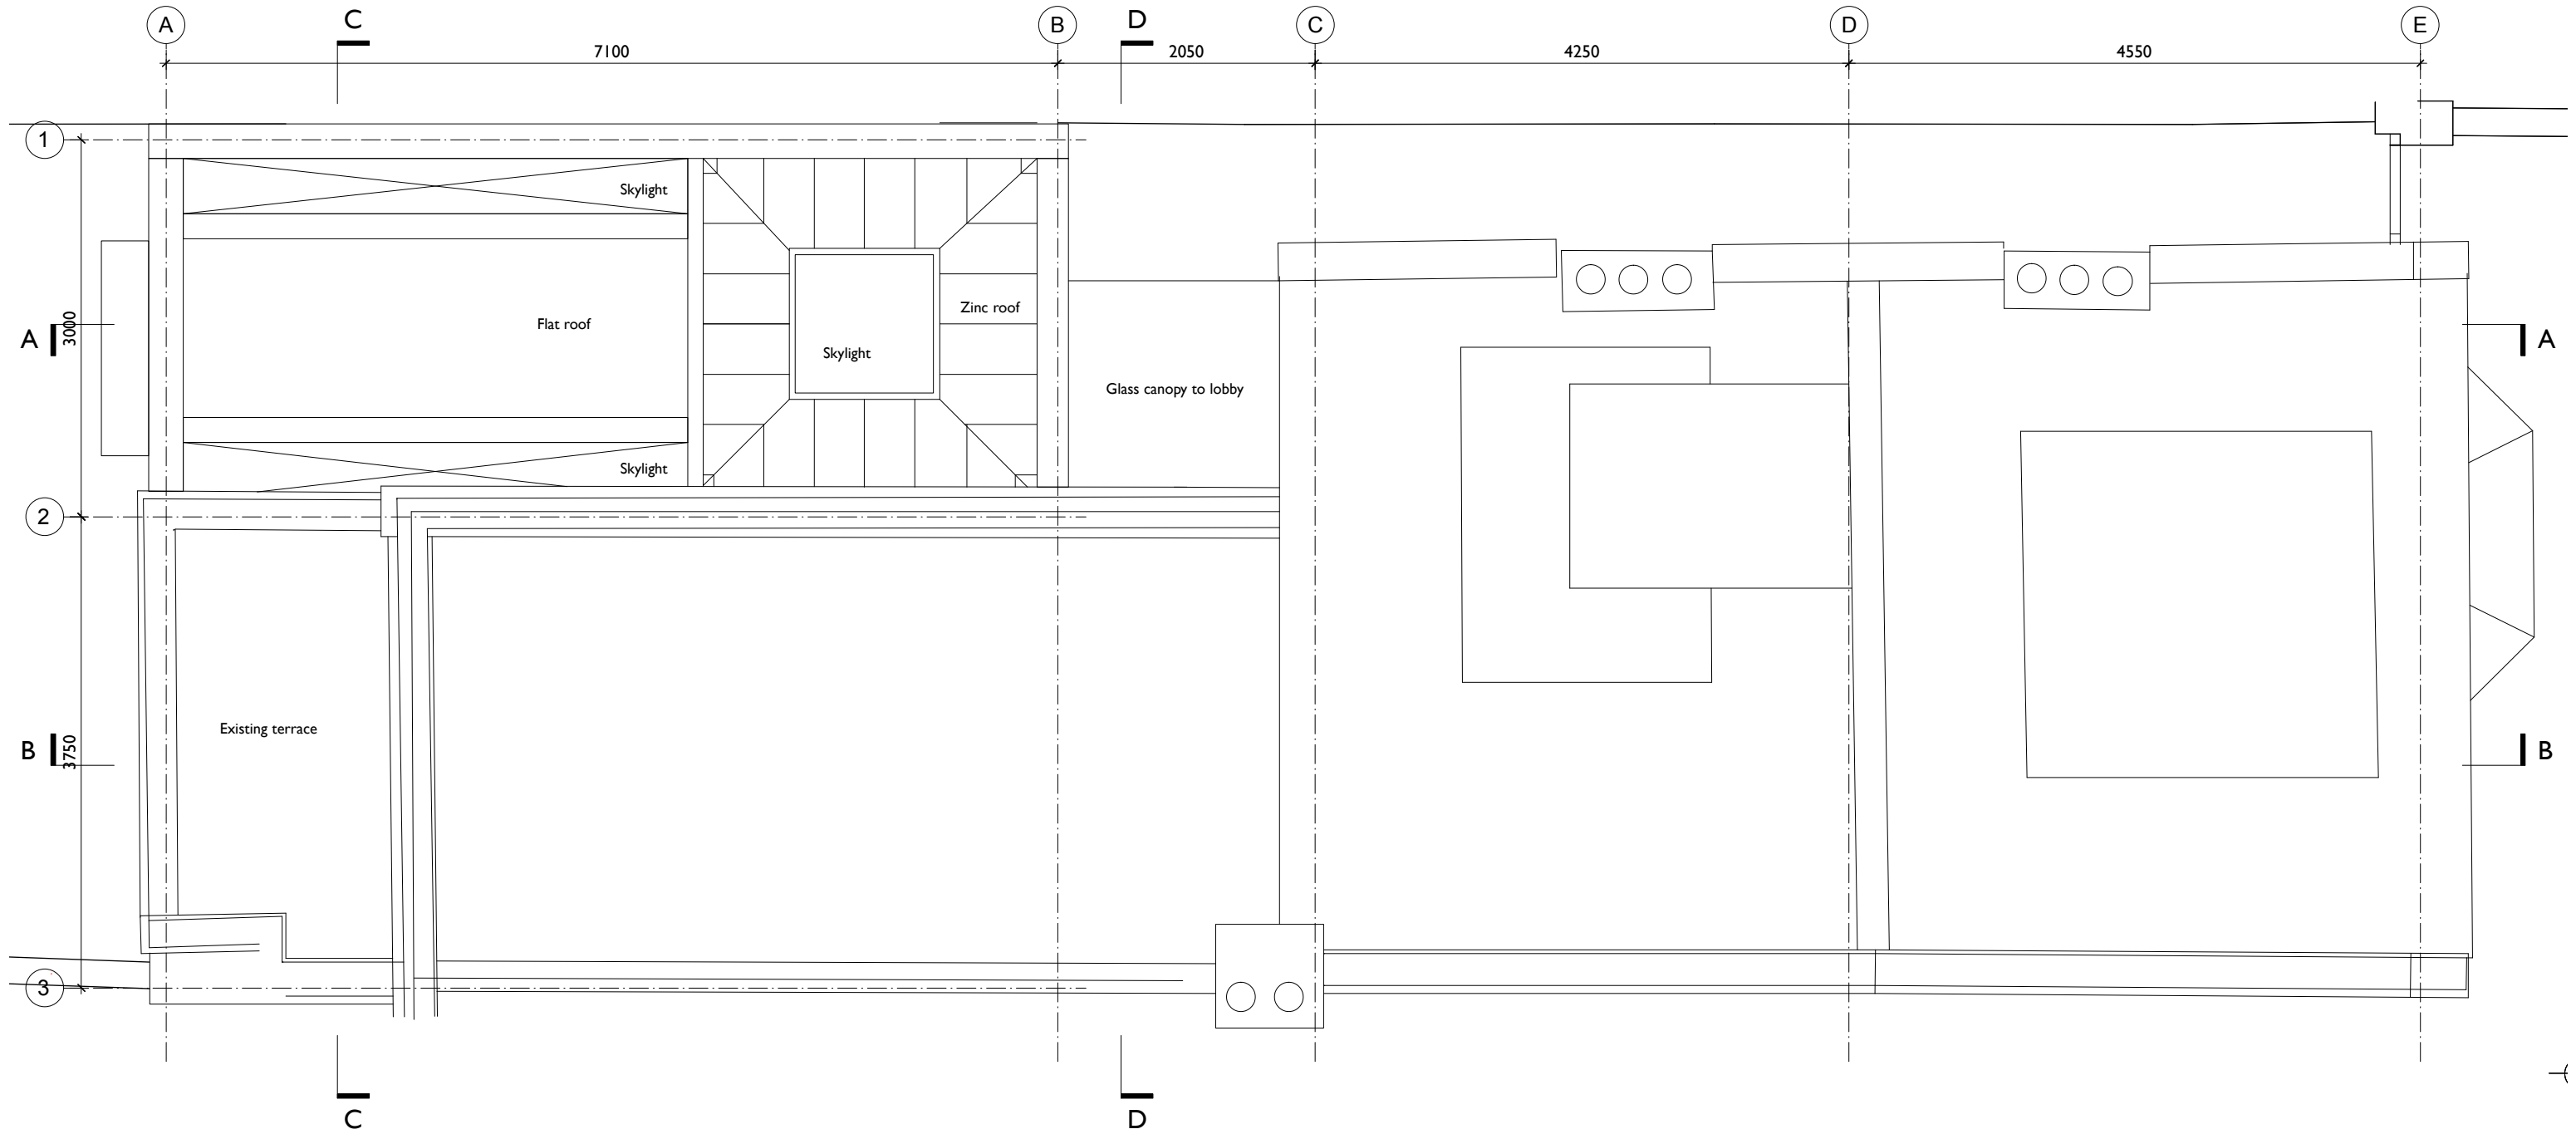 A
C
B
D
C
D
E
7100
2050
4250
4550
1
Skylight
Zinc roof
Flat roof
A
3000
A
Skylight
Glass canopy to lobby
Skylight
2
Existing terrace
B
3750
B
3
C
D